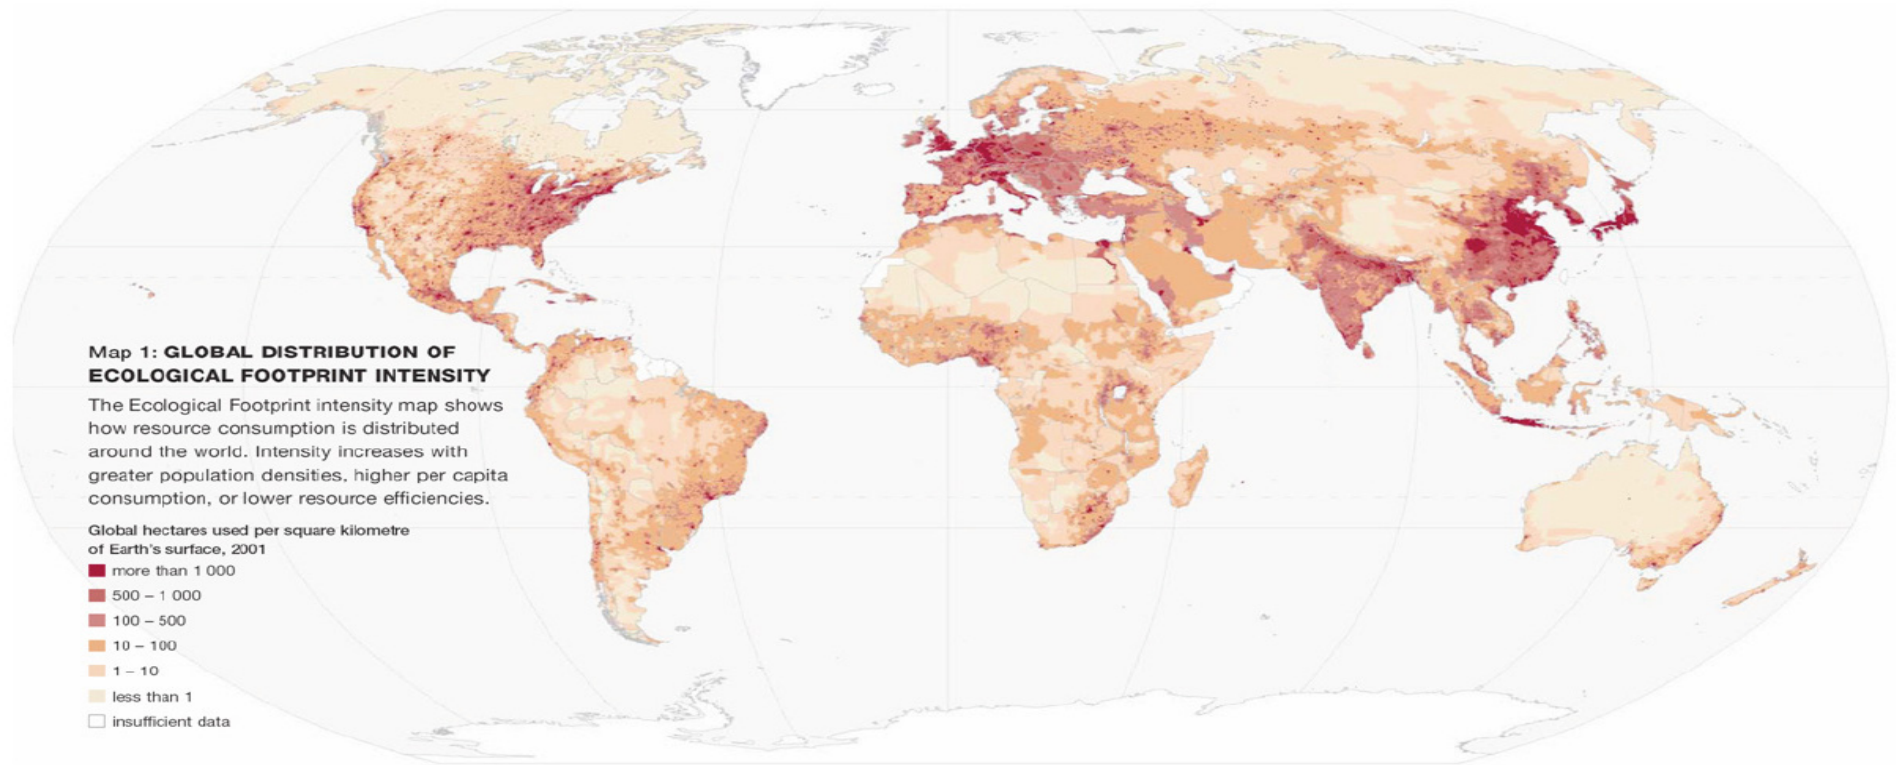 Map 1: GLOBAL DISTRIBUTION OF
ECOLOGICAL FOOTPRINT INTENSITY
The Ecological Footprint intensity map shows
how resource consumption is distributed
around the world. Intensity increases with
greater population densities, higher per capita
consumption, or lower resource efficiencies.
Global hectares used per square kilometre
of Earth's surface, 2001
more than 1 000
500 – 1 000
100 – 500
10 – 100
1 – 10
less than 1
insufficient data